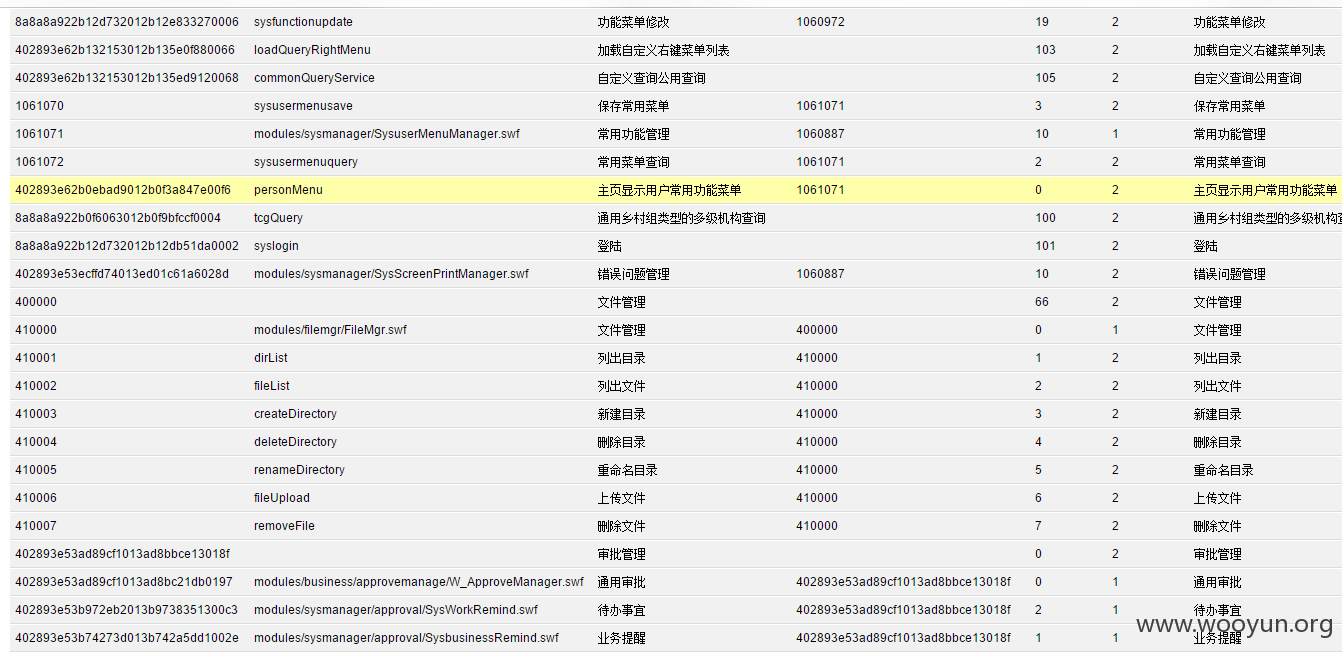 8a8a8a922b12d732012b12e833270006 sysfunctionupdate 功能菜单修改 1060972 19 2 功能菜单修改
402893e62b132153012b135e0f880066 loadQueryRightMenu 加载自定义右键菜单列表 103 2 加载自定义右键菜单列表
402893e62b132153012b135ed9120068 commonQueryService 自定义查询公用查询 105 2 自定义查询公用查询
1061070 sysusermenusave 保存常用菜单 1061071 3 2 保存常用菜单
1061071 modules/sysmanager/SysuserMenuManager.swf 常用功能管理 1060887 10 1 常用功能管理
1061072 sysusermenuquery 常用菜单查询 1061071 2 2 常用菜单查询
402893e62b0ebad9012b0f3a847e00f6 personMenu 主页显示用户常用功能菜单 1061071 0 2 主页显示用户常用功能菜单
8a8a8a922b0f6063012b0f9bfccf0004 tcgQuery 通用乡村组类型的多级机构查询 100 2 通用乡村组类型的多级机构查
8a8a8a922b12d732012b12db51da0002 syslogin 登陆 101 2 登陆
402893e53ecffd74013ed01c61a6028d modules/sysmanager/SysScreenPrintManager.swf 错误问题管理 1060887 10 2 错误问题管理
400000 文件管理 66 2 文件管理
410000 modules/filemgr/FileMgr.swf 文件管理 400000 0 1 文件管理
410001 dirList 列出目录 410000 1 2 列出目录
410002 fileList 列出文件 410000 2 2 列出文件
410003 createDirectory 新建目录 410000 3 2 新建目录
410004 deleteDirectory 删除目录 410000 4 2 删除目录
410005 renameDirectory 重命名目录 410000 5 2 重命名目录
410006 fileUpload 上传文件 410000 6 2 上传文件
410007 removeFile 删除文件 410000 7 2 删除文件
402893e53ad89cf1013ad8bbce13018f 审批管理 0 2 审批管理
402893e53ad89cf1013ad8bc21db0197 modules/business/approvemanage/W_ApproveManager.swf 通用审批 402893e53ad89cf1013ad8bbce13018f 0 1 通用审批
402893e53b972eb2013b9738351300c3 modules/sysmanager/approval/SysWorkRemind.swf 待办事宜 402893e53ad89cf1013ad8bbce13018f 2 1 待办事宜
402893e53b74273d013b742a5dd1002e modules/sysmanager/approval/SysbusinessRemind.swf 业务提醒 402893e53ad89cf1013ad8bbce13018f 1 1 业务提醒
www.wooyun.org